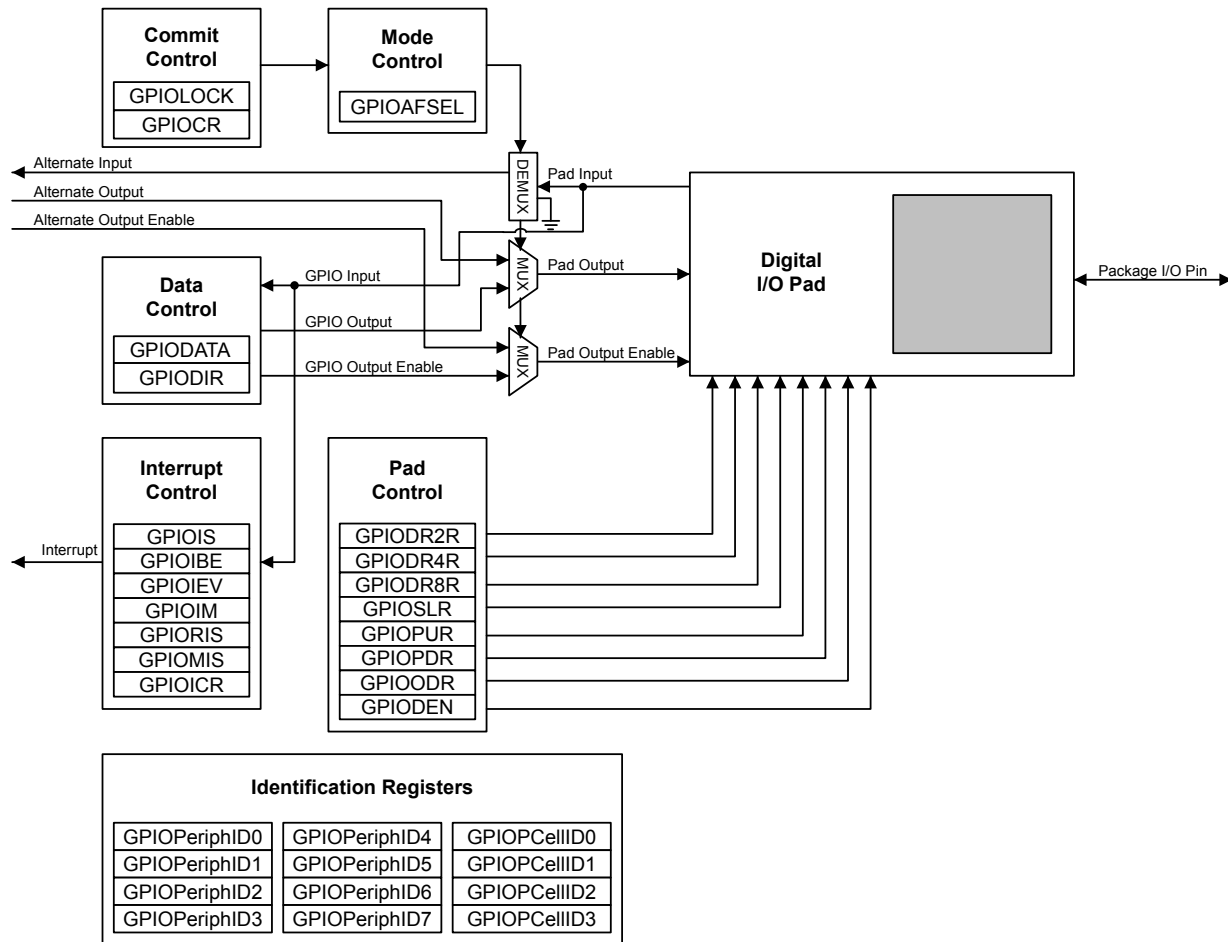 Commit
Control
GPIOLOCK
GPIOCR
Mode
Control
GPIOAFSEL
Alternate Input
Alternate Output
Alternate Output Enable
DEMUX
Pad Input
MUX
Pad Output
MUX
Pad Output Enable
Digital
I/O Pad
Package I/O Pin
Data
Control
GPIODATA
GPIODIR
GPIO Input
GPIO Output
GPIO Output Enable
Interrupt
Control
GPIOIS
GPIOIBE
GPIOIEV
GPIOIM
GPIORIS
GPIOMIS
GPIOICR
Interrupt
Pad
Control
GPIODR2R
GPIODR4R
GPIODR8R
GPIOSLR
GPIOPUR
GPIOPDR
GPIOODR
GPIODEN
Identification Registers
GPIOPeriphID0
GPIOPeriphID1
GPIOPeriphID2
GPIOPeriphID3
GPIOPeriphID4
GPIOPeriphID5
GPIOPeriphID6
GPIOPeriphID7
GPIOPCellID0
GPIOPCellID1
GPIOPCellID2
GPIOPCellID3